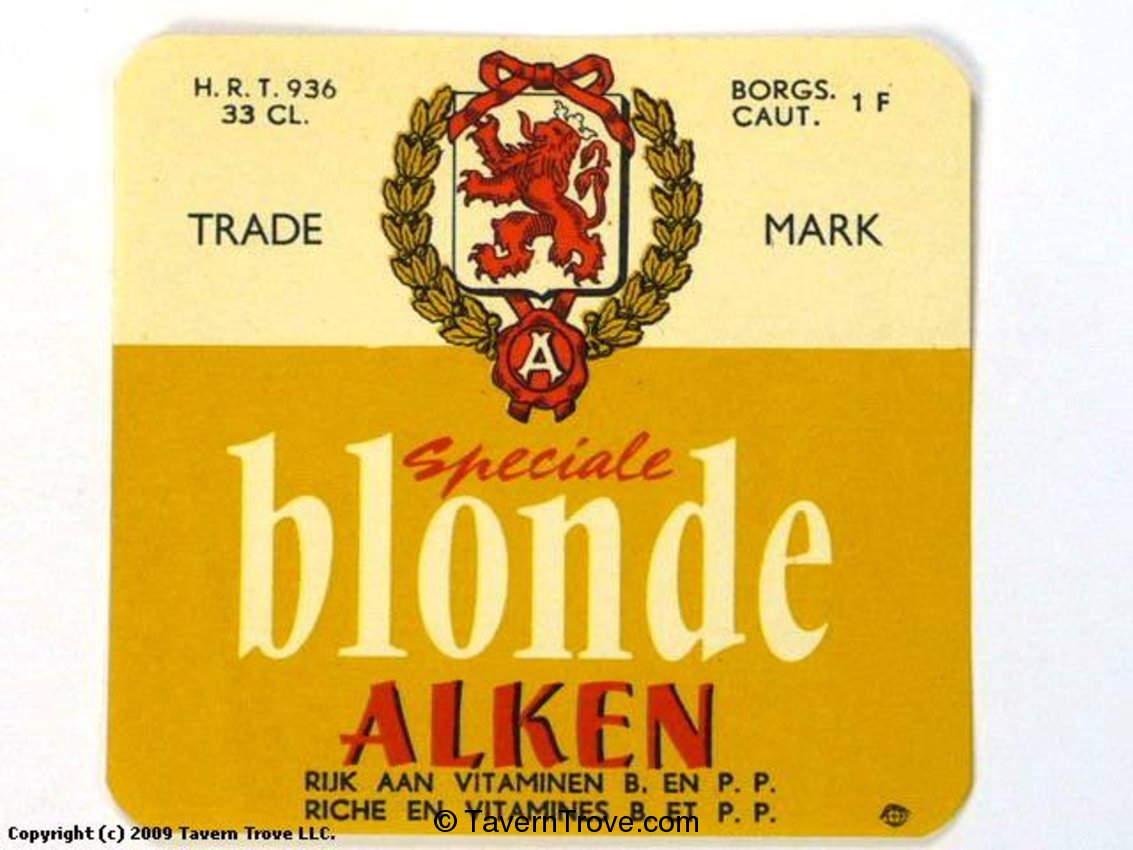 H. R. T. 936
33 CL.
BORGS. 1 F
CAUT.
TRADE MARK
A
Speciale
blonde
ALKEN
RIJK AAN VITAMINEN B. EN P. P.
RICHE EN VITAMINES B. ET P. P.
© TavernTrove.com
Copyright (c) 2009 Tavern Trove LLC.